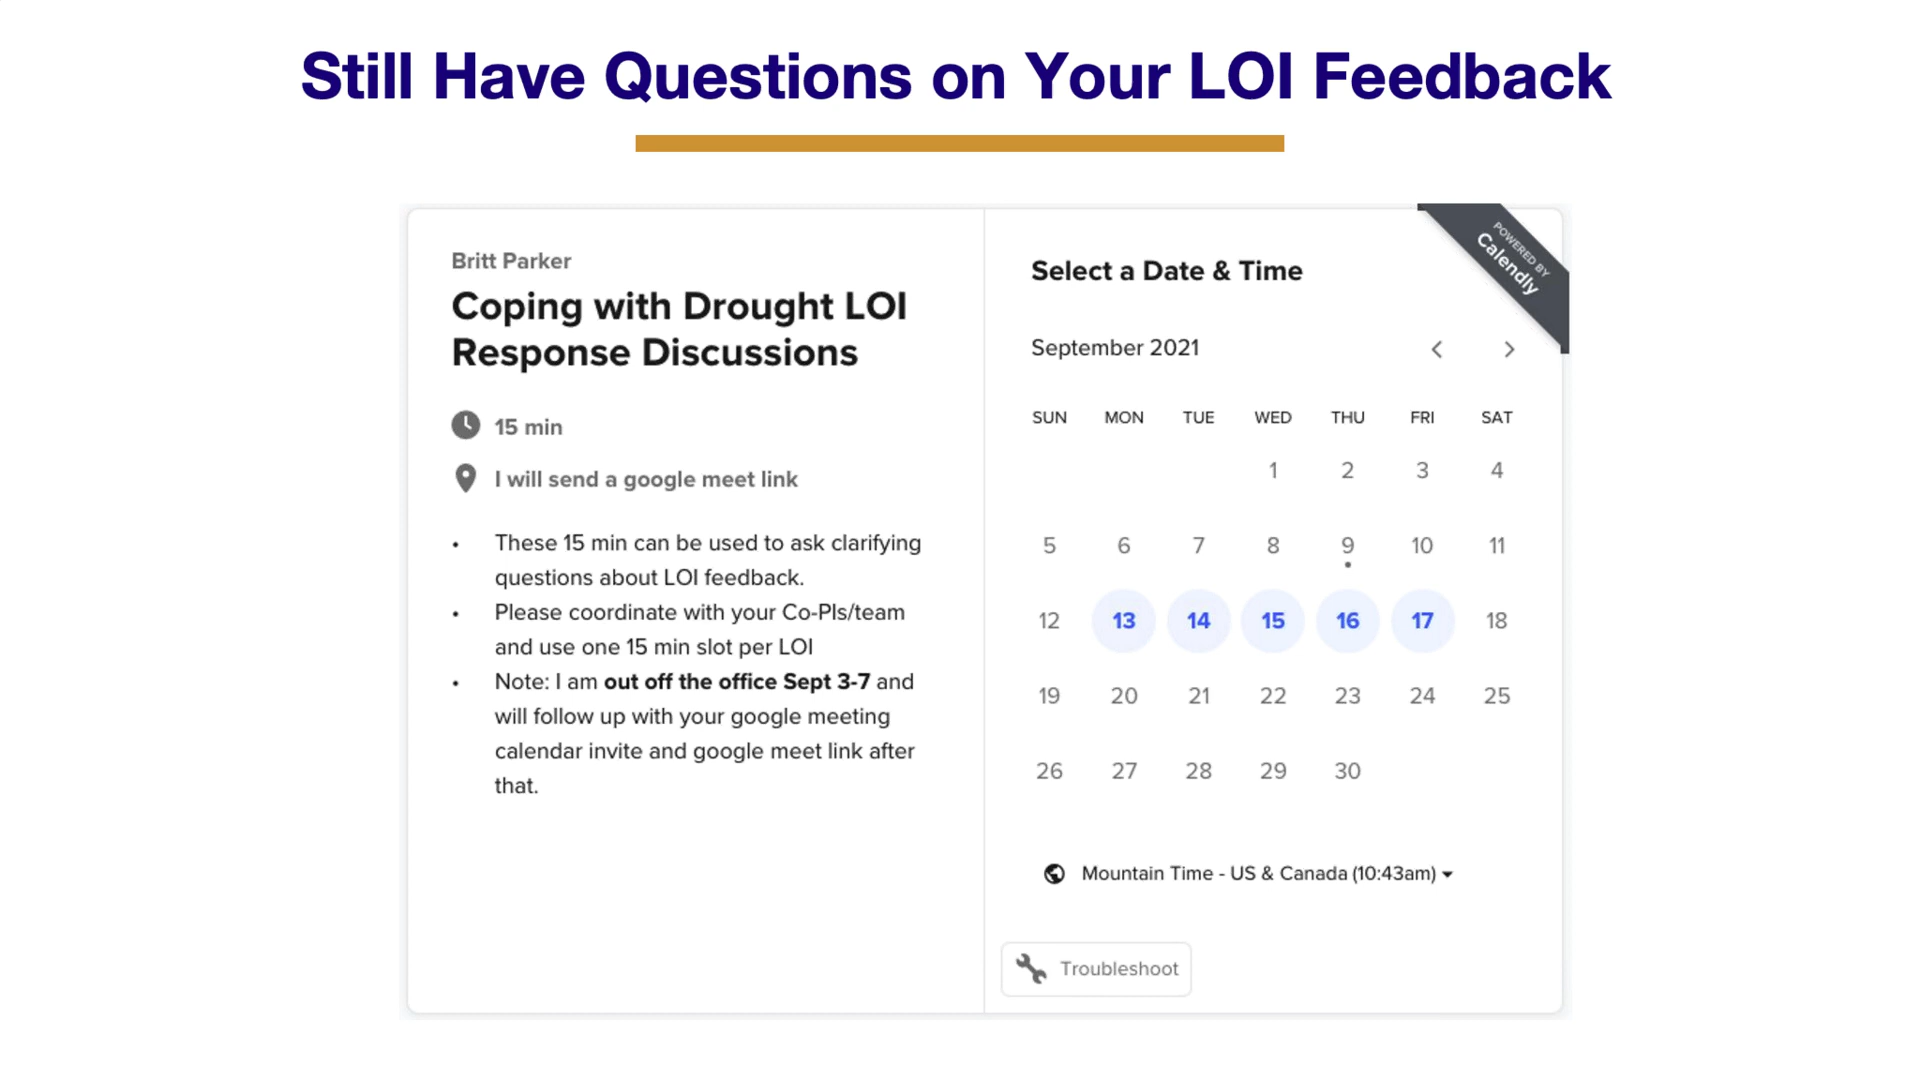 Still Have Questions on Your LOI Feedback
Britt Parker
Coping with Drought LOI
Response Discussions
15 min
I will send a google meet link
• These 15 min can be used to ask clarifying
questions about LOI feedback.
• Please coordinate with your Co-PIs/team
and use one 15 min slot per LOI
• Note: I am out off the office Sept 3-7 and
will follow up with your google meeting
calendar invite and google meet link after
that.
POWERED BY
Calendly
Select a Date & Time
September 2021
SUN MON TUE WED THU FRI SAT
1 2 3 4
5 6 7 8 9 10 11
12 13 14 15 16 17 18
19 20 21 22 23 24 25
26 27 28 29 30
Mountain Time - US & Canada (10:43am)
Troubleshoot